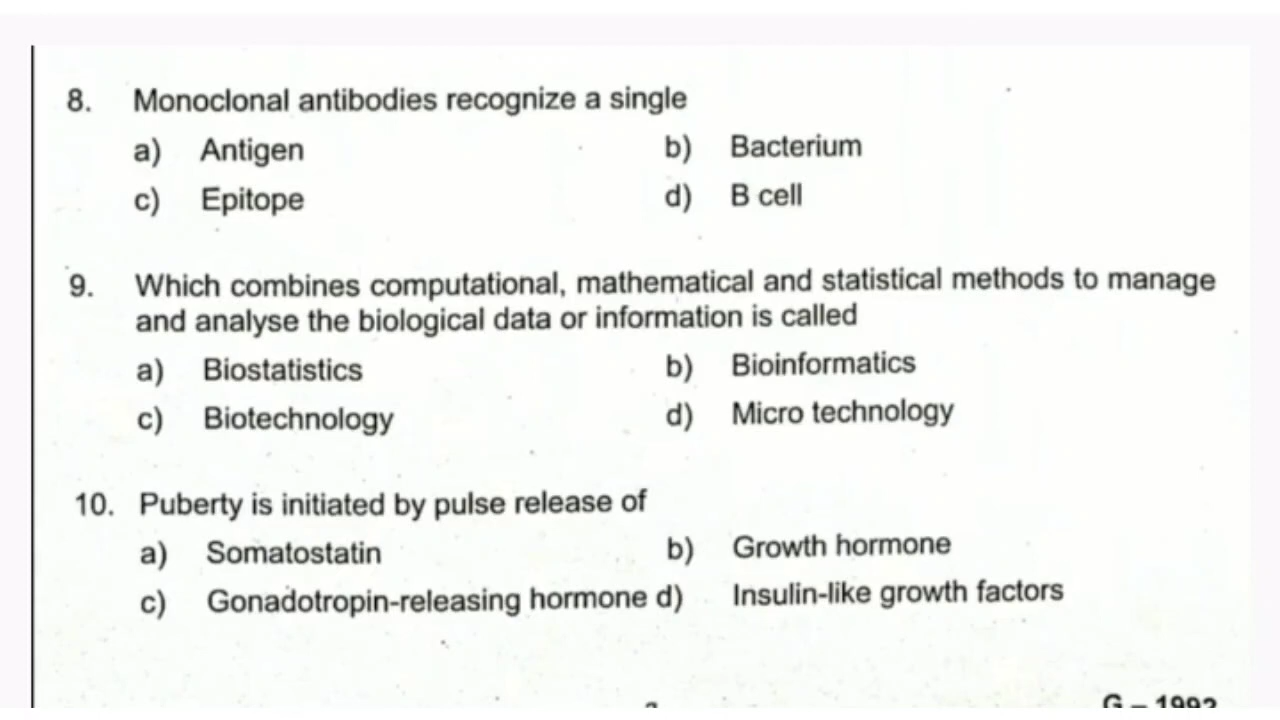 8. Monoclonal antibodies recognize a single
a) Antigen b) Bacterium
c) Epitope d) B cell
9. Which combines computational, mathematical and statistical methods to manage
and analyse the biological data or information is called
a) Biostatistics b) Bioinformatics
c) Biotechnology d) Micro technology
10. Puberty is initiated by pulse release of
a) Somatostatin b) Growth hormone
c) Gonadotropin-releasing hormone d) Insulin-like growth factors